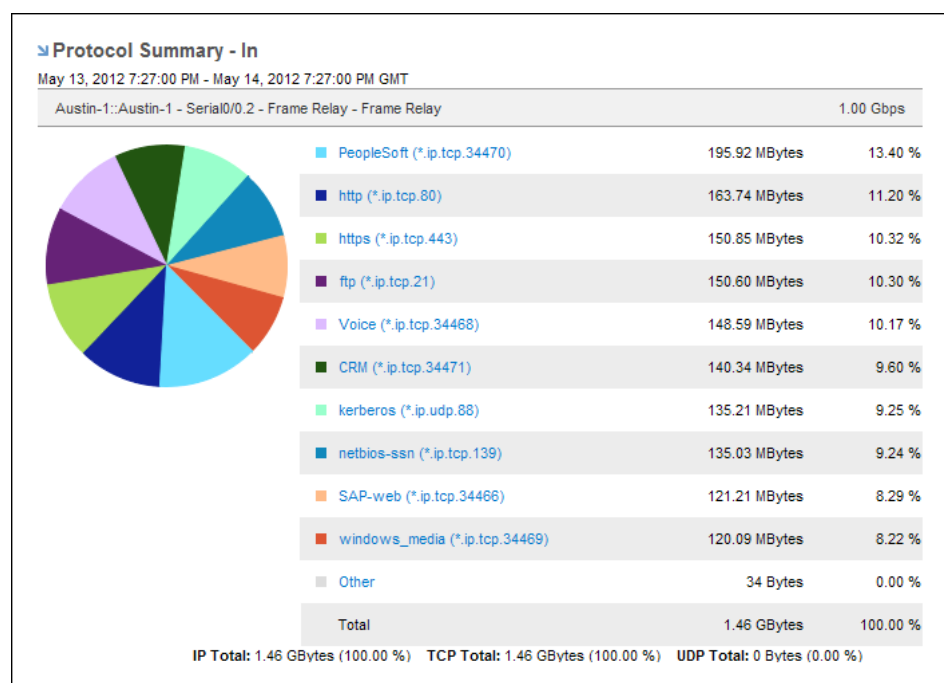 Protocol Summary - In
May 13, 2012 7:27:00 PM - May 14, 2012 7:27:00 PM GMT
Austin-1::Austin-1 - Serial0/0.2 - Frame Relay - Frame Relay 1.00 Gbps
PeopleSoft (*.ip.tcp.34470) 195.92 MBytes 13.40 %
http (*.ip.tcp.80) 163.74 MBytes 11.20 %
https (*.ip.tcp.443) 150.85 MBytes 10.32 %
ftp (*.ip.tcp.21) 150.60 MBytes 10.30 %
Voice (*.ip.tcp.34468) 148.59 MBytes 10.17 %
CRM (*.ip.tcp.34471) 140.34 MBytes 9.60 %
kerberos (*.ip.udp.88) 135.21 MBytes 9.25 %
netbios-ssn (*.ip.tcp.139) 135.03 MBytes 9.24 %
SAP-web (*.ip.tcp.34466) 121.21 MBytes 8.29 %
windows_media (*.ip.tcp.34469) 120.09 MBytes 8.22 %
Other 34 Bytes 0.00 %
Total 1.46 GBytes 100.00 %
IP Total: 1.46 GBytes (100.00 %) TCP Total: 1.46 GBytes (100.00 %) UDP Total: 0 Bytes (0.00 %)